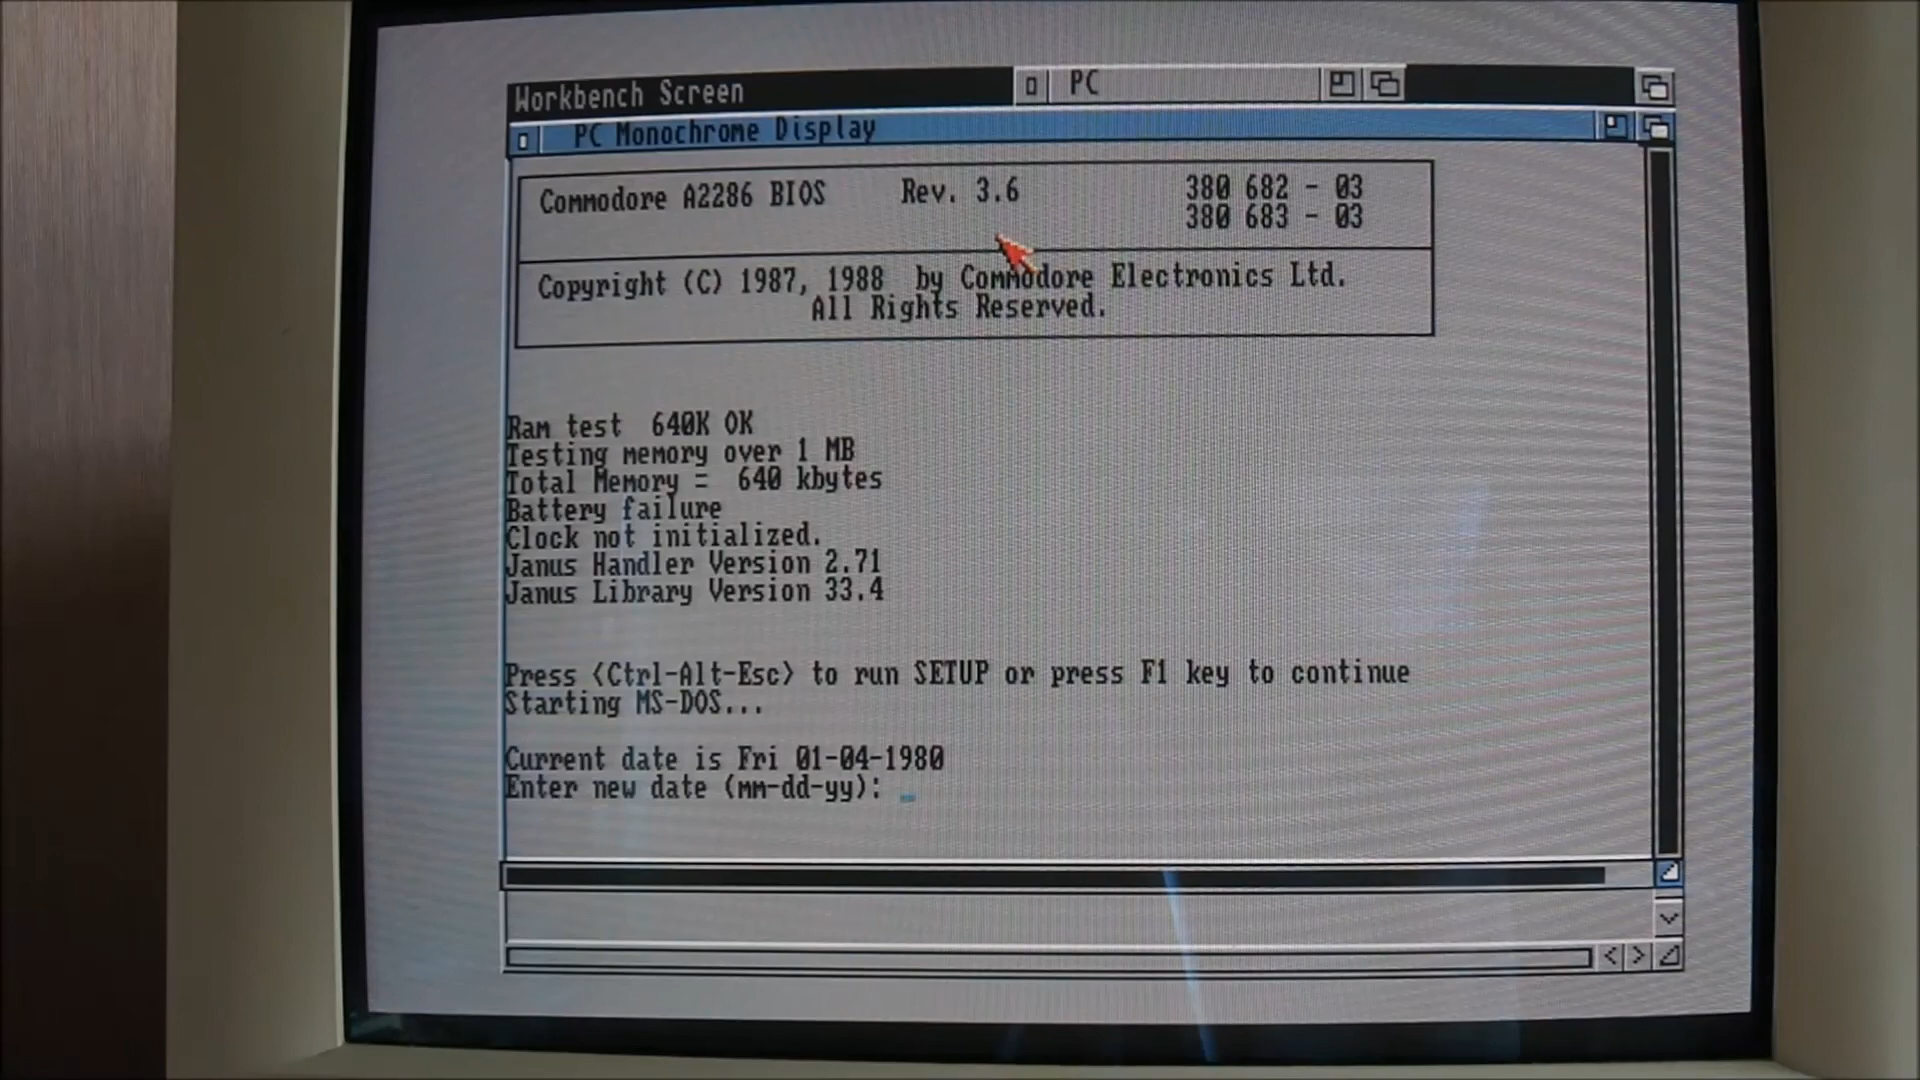 Workbench Screen
PC
PC Monochrome Display
Commodore A2286 BIOS Rev. 3.6 380 682 - 03
380 683 - 03
Copyright (C) 1987, 1988 by Commodore Electronics Ltd.
All Rights Reserved.
Ram test 640K OK
Testing memory over 1 MB
Total Memory = 640 kbytes
Battery failure
Clock not initialized.
Janus Handler Version 2.71
Janus Library Version 33.4
Press <Ctrl-Alt-Esc> to run SETUP or press F1 key to continue
Starting MS-DOS...
Current date is Fri 01-04-1980
Enter new date (mm-dd-yy): _